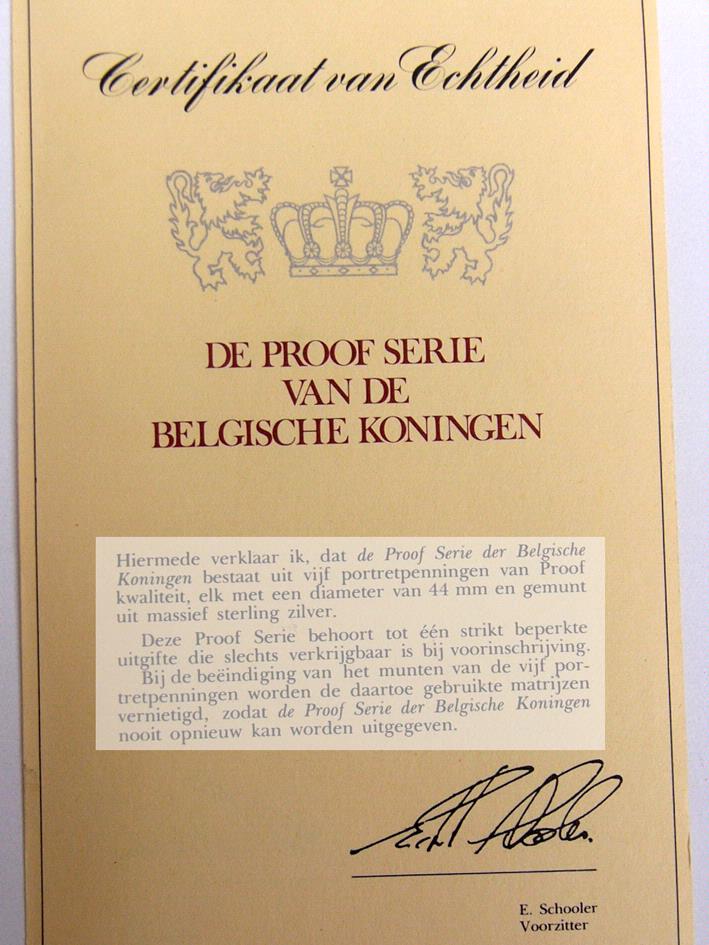 Certifikaat van Echtheid
DE PROOF SERIE
VAN DE
BELGISCHE KONINGEN
Hiermede verklaar ik, dat de Proof Serie der Belgische
Koningen bestaat uit vijf portretpenningen van Proof
kwaliteit, elk met een diameter van 44 mm en gemunt
uit massief sterling zilver.
Deze Proof Serie behoort tot één strikt beperkte
uitgifte die slechts verkrijgbaar is bij voorinschrijving.
Bij de beëindiging van het munten van de vijf por-
tretpenningen worden de daartoe gebruikte matrijzen
vernietigd, zodat de Proof Serie der Belgische Koningen
nooit opnieuw kan worden uitgegeven.
E. Schooler
Voorzitter